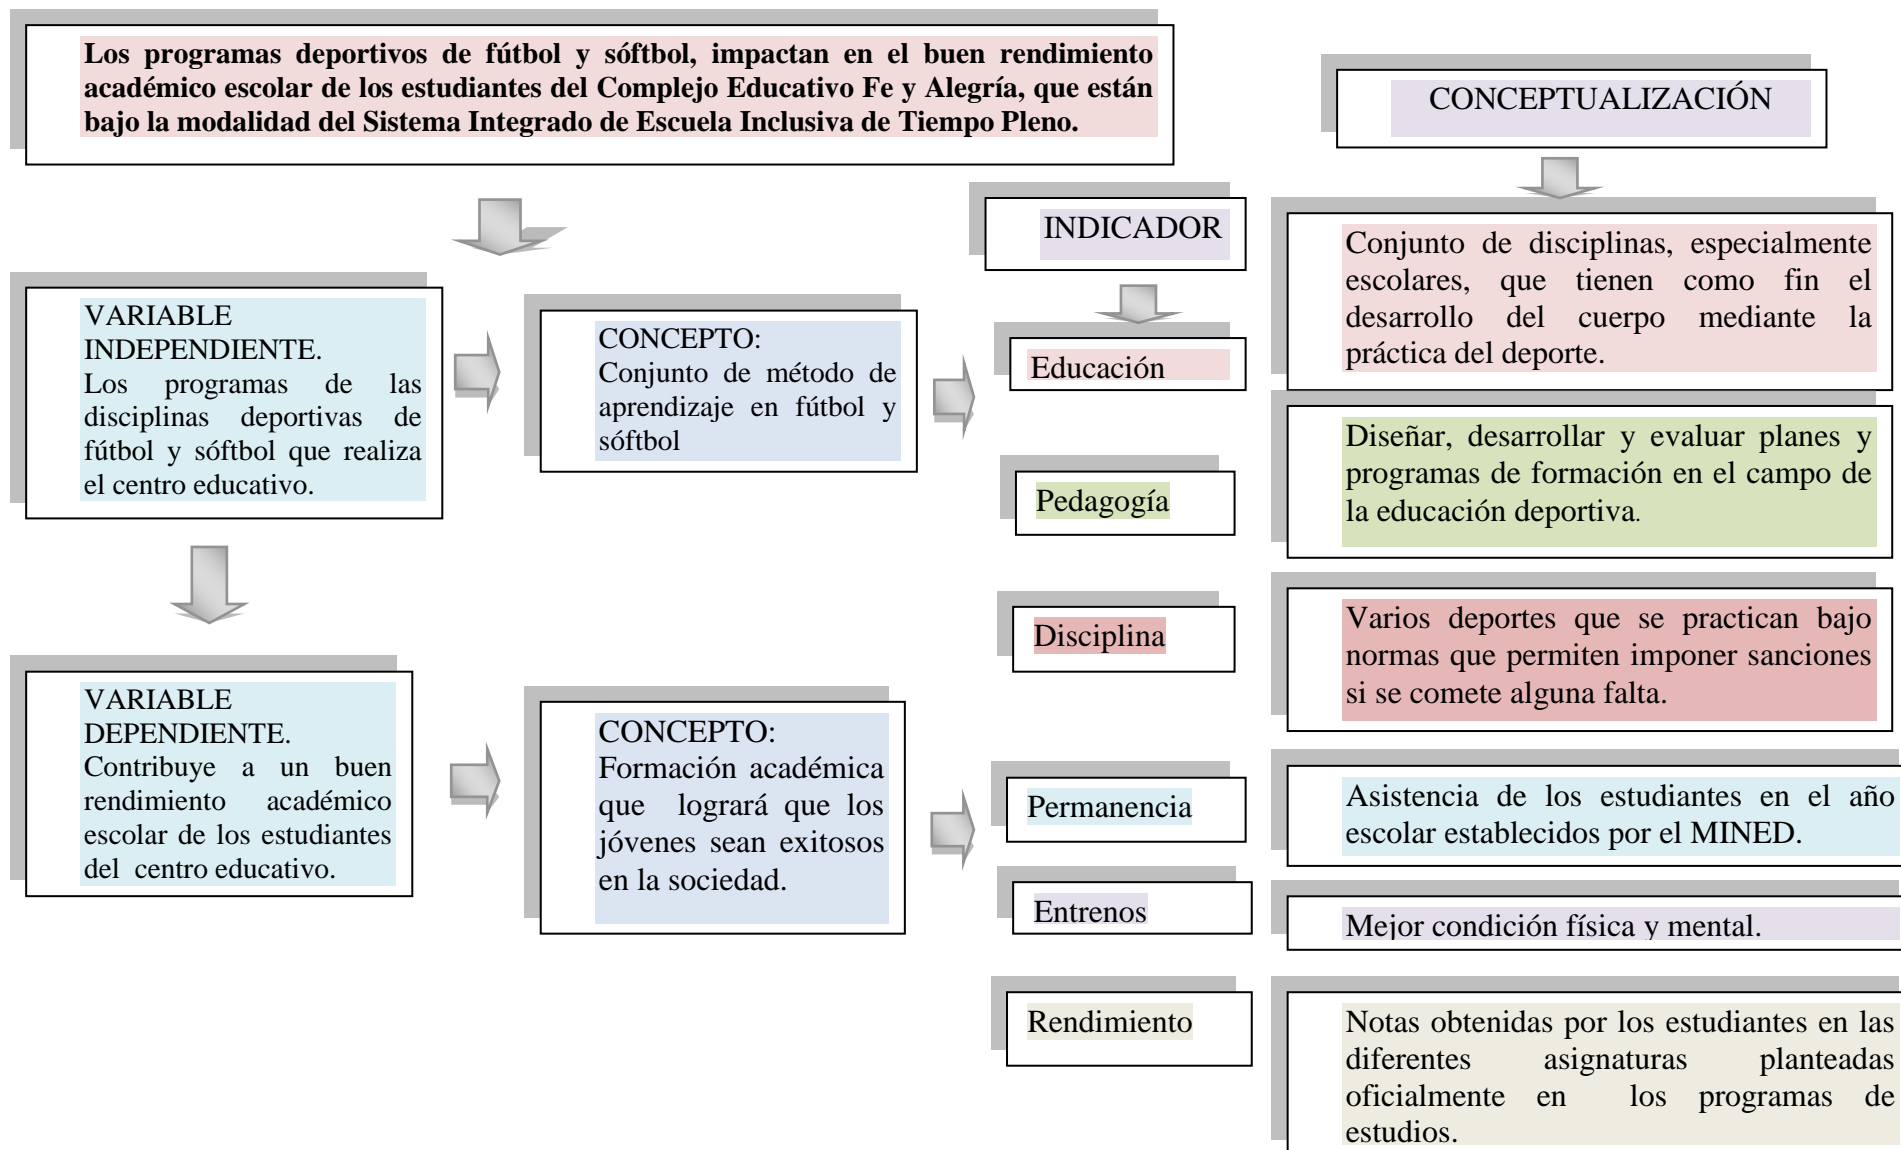 Los programas deportivos de fútbol y sóftbol, impactan en el buen rendimiento
académico escolar de los estudiantes del Complejo Educativo Fe y Alegría, que están
bajo la modalidad del Sistema Integrado de Escuela Inclusiva de Tiempo Pleno.
CONCEPTUALIZACIÓN
INDICADOR
VARIABLE
INDEPENDIENTE.
Los programas de las
disciplinas deportivas de
fútbol y sóftbol que realiza
el centro educativo.
CONCEPTO:
Conjunto de método de
aprendizaje en fútbol y
sóftbol
Educación
Conjunto de disciplinas, especialmente
escolares, que tienen como fin el
desarrollo del cuerpo mediante la
práctica del deporte.
Pedagogía
Diseñar, desarrollar y evaluar planes y
programas de formación en el campo de
la educación deportiva.
Disciplina
Varios deportes que se practican bajo
normas que permiten imponer sanciones
si se comete alguna falta.
VARIABLE
DEPENDIENTE.
Contribuye a un buen
rendimiento académico
escolar de los estudiantes
del centro educativo.
CONCEPTO:
Formación académica
que logrará que los
jóvenes sean exitosos
en la sociedad.
Permanencia
Asistencia de los estudiantes en el año
escolar establecidos por el MINED.
Entrenos
Mejor condición física y mental.
Rendimiento
Notas obtenidas por los estudiantes en las
diferentes asignaturas planteadas
oficialmente en los programas de
estudios.